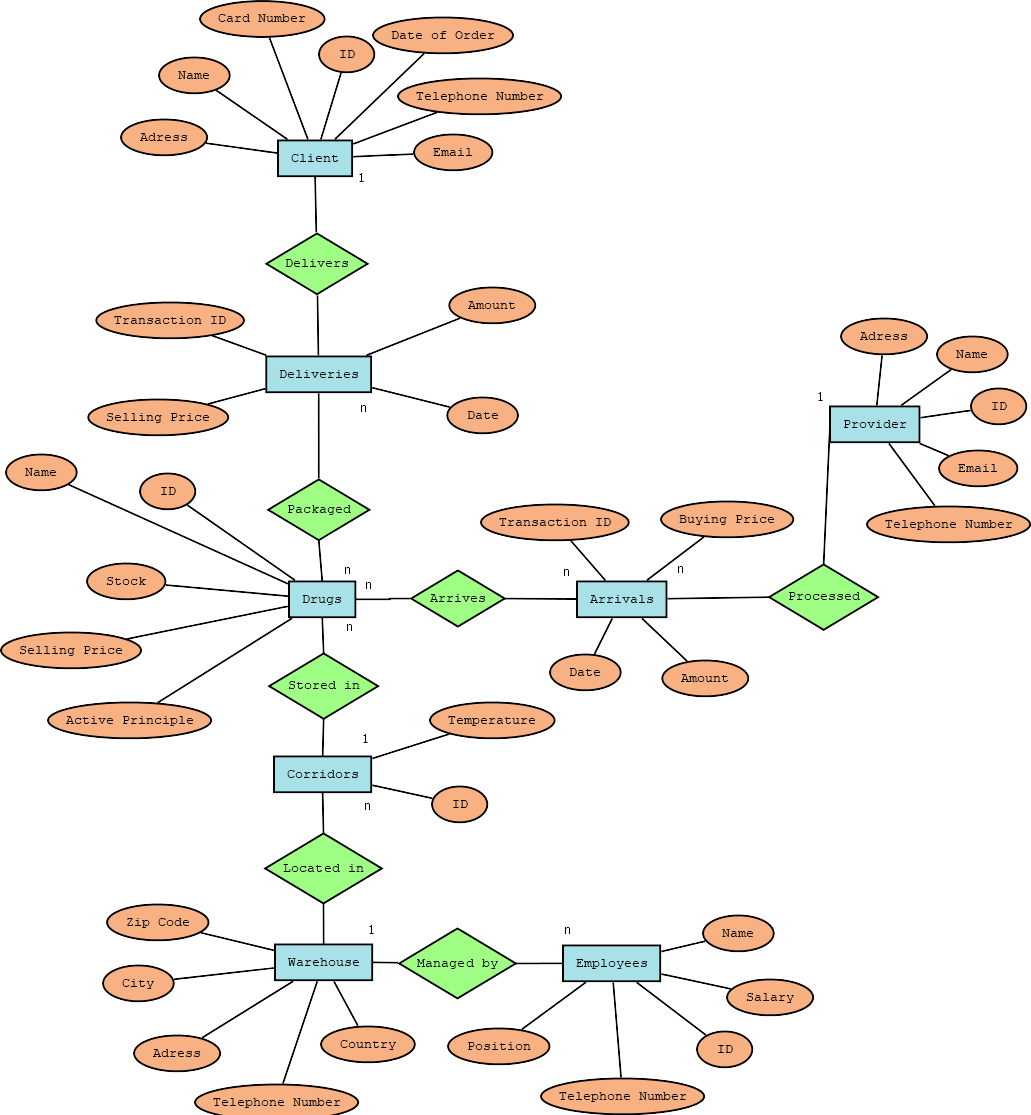 Card Number
Date of Order
ID
Name
Telephone Number
Adress
Email
Client
1
Delivers
Amount
Transaction ID
Deliveries
n
Selling Price
Date
Adress
Name
1
ID
Provider
Email
Telephone Number
Name
ID
Packaged
Transaction ID
Buying Price
n
n
n
n
Stock
Drugs
Arrives
Arrivals
Processed
n
Selling Price
Date
Amount
Stored in
Active Principle
Temperature
1
Corridors
ID
n
Located in
Zip Code
1
n
Name
Warehouse
Managed by
Employees
City
Salary
Adress
Country
Position
ID
Telephone Number
Telephone Number